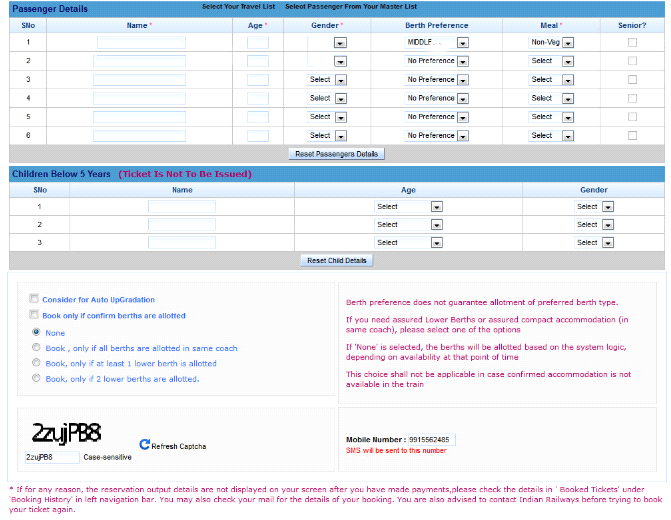 Passenger Details Select Your Travel List Select Passenger From Your Master List
SNo Name * Age * Gender * Berth Preference Meal * Senior?
1 MIDDLE Non-Veg
2 No Preference Select
3 Select No Preference Select
4 Select No Preference Select
5 Select No Preference Select
6 Select No Preference Select
Reset Passengers Details
Children Below 5 Years (Ticket Is Not To Be Issued)
SNo Name Age Gender
1 Select Select
2 Select Select
3 Select Select
Reset Child Details
Consider for Auto UpGradation
Book only if confirm berths are allotted
None
Book , only if all berths are allotted in same coach
Book, only if at least 1 lower berth is allotted
Book, only if 2 lower berths are allotted.
Berth preference does not guarantee allotment of preferred berth type.
If you need assured Lower Berths or assured compact accommodation (in
same coach), please select one of the options
If 'None' is selected, the berths will be allotted based on the system logic,
depending on availability at that point of time
This choice shall not be applicable in case confirmed accommodation is not
available in the train
2zujPB8
Refresh Captcha
2zujPB8 Case-sensitive
Mobile Number : 9915562485
SMS will be sent to this number
* If for any reason, the reservation output details are not displayed on your screen after you have made payments,please check the details in ' Booked Tickets' under
'Booking History' in left navigation bar. You may also check your mail for the details of your booking. You are also advised to contact Indian Railways before trying to book
your ticket again.